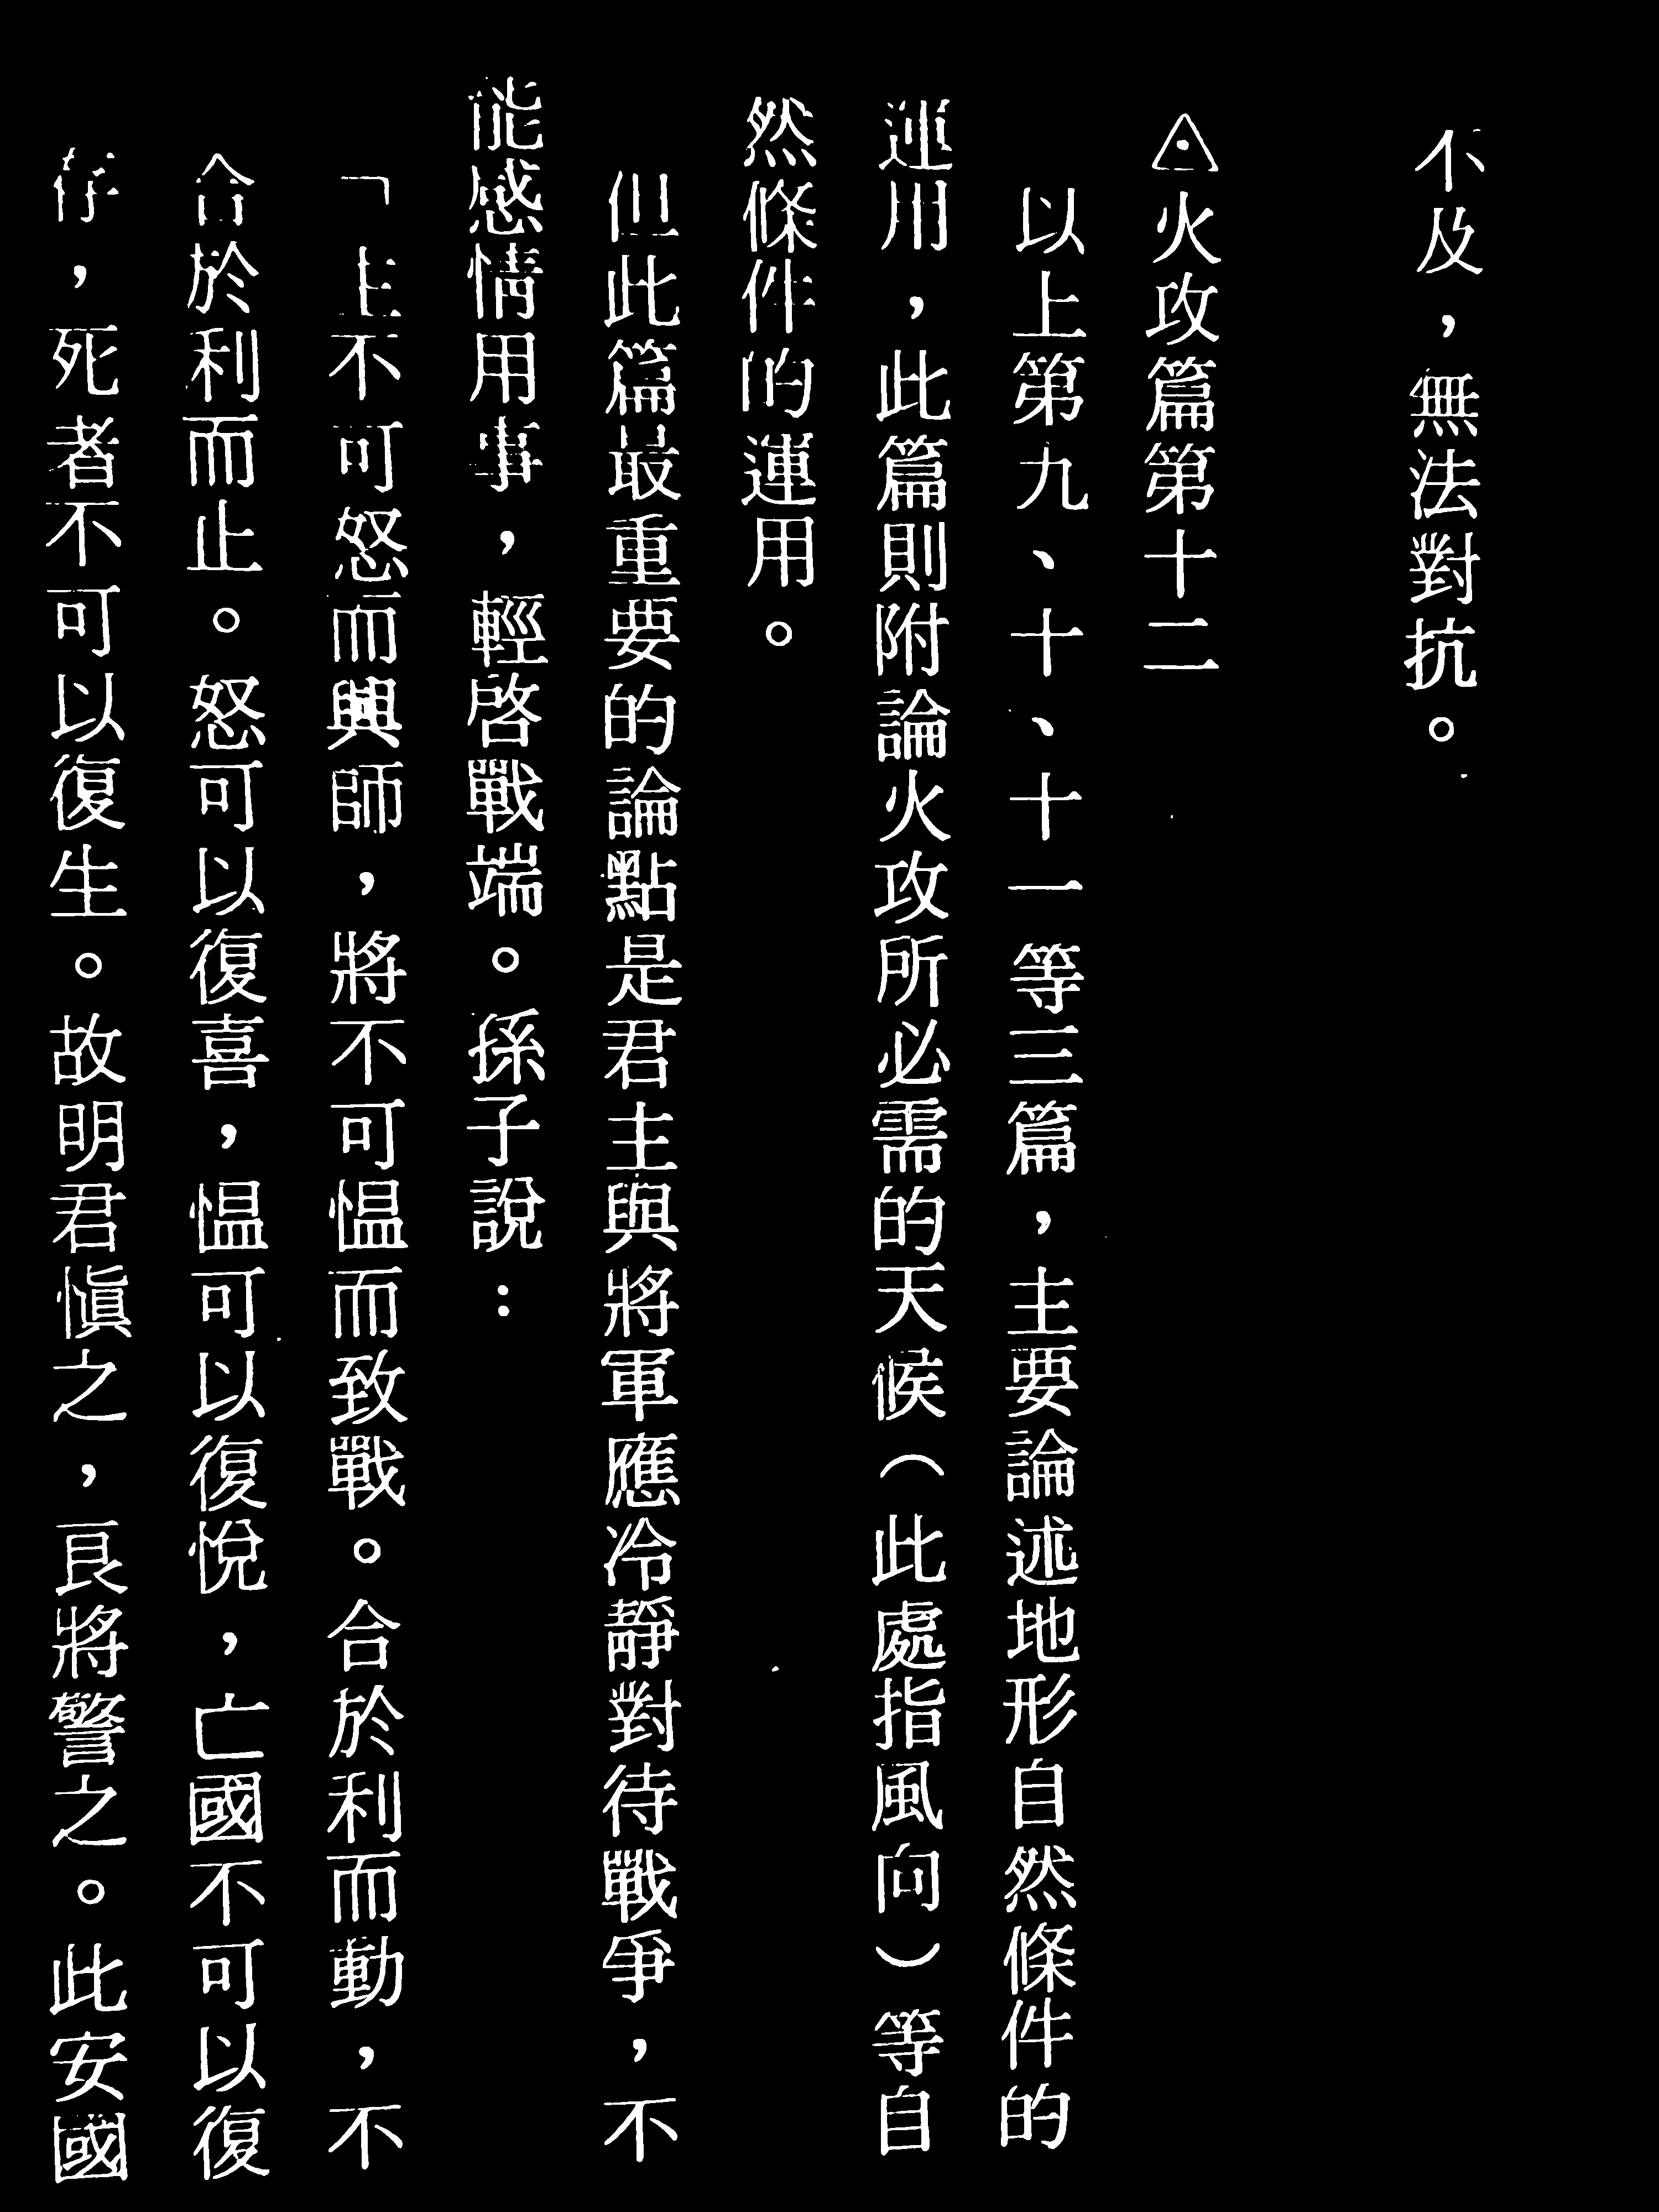 不及，無法對抗。
火攻篇第十二
以上第九、十、十一等三篇，主要論述地形自然條件的
運用，此篇則附論火攻所必需的天候（此處指風向）等自
然條件的運用。
但此篇最重要的論點是君主與將軍應冷靜對待戰爭，不
能感情用事，輕啓戰端。孫子說：
「主不可怒而興師，將不可愠而致戰。合於利而動，不
合於利而止。怒可以復喜，愠可以復悅，亡國不可以復
存，死者不可以復生。故明君愼之，良將警之。此安國